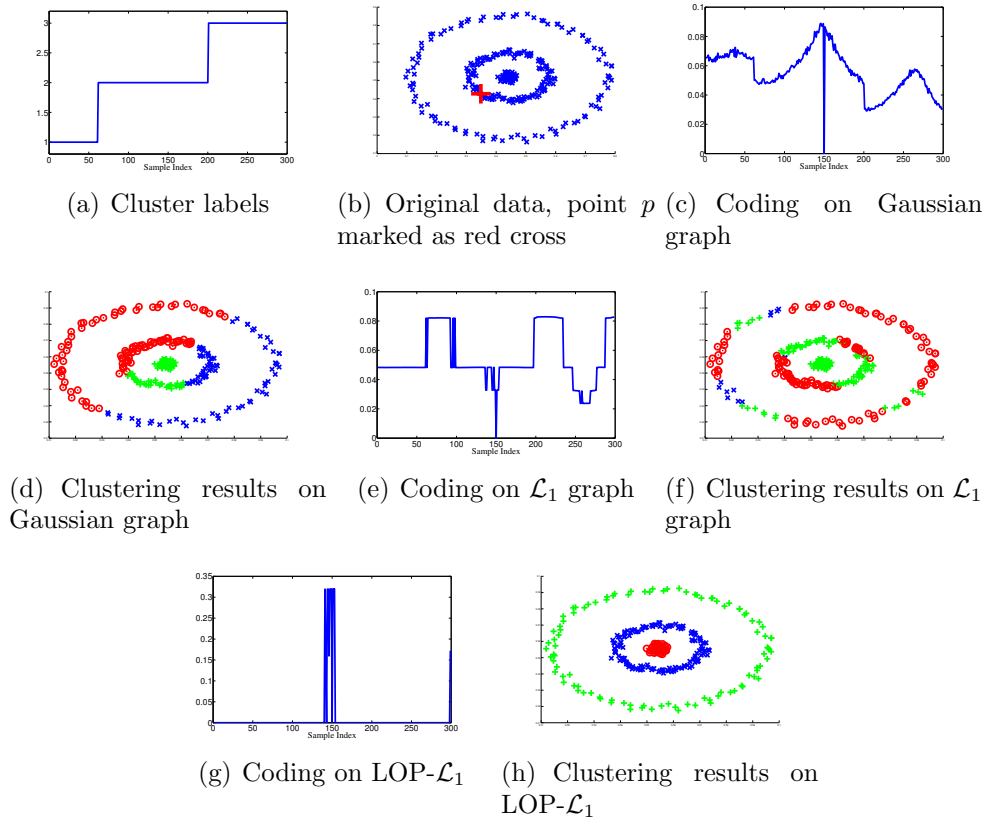 3
2
1
0 50 100 150 200 250 300
Sample Index
0.1
0.08
0.06
0.04
0.02
0
0 50 100 150 200 250 300
Sample Index
(a) Cluster labels
(b) Original data, point p
marked as red cross
(c) Coding on Gaussian
graph
0.1
0.08
0.06
0.04
0.02
0
0 50 100 150 200 250 300
Sample Index
(d) Clustering results on
Gaussian graph
(e) Coding on ℒ₁ graph
(f) Clustering results on ℒ₁
graph
0.35
0.3
0.25
0.2
0.15
0.1
0.05
0
0 50 100 150 200 250 300
Sample Index
(g) Coding on LOP-ℒ₁
(h) Clustering results on
LOP-ℒ₁